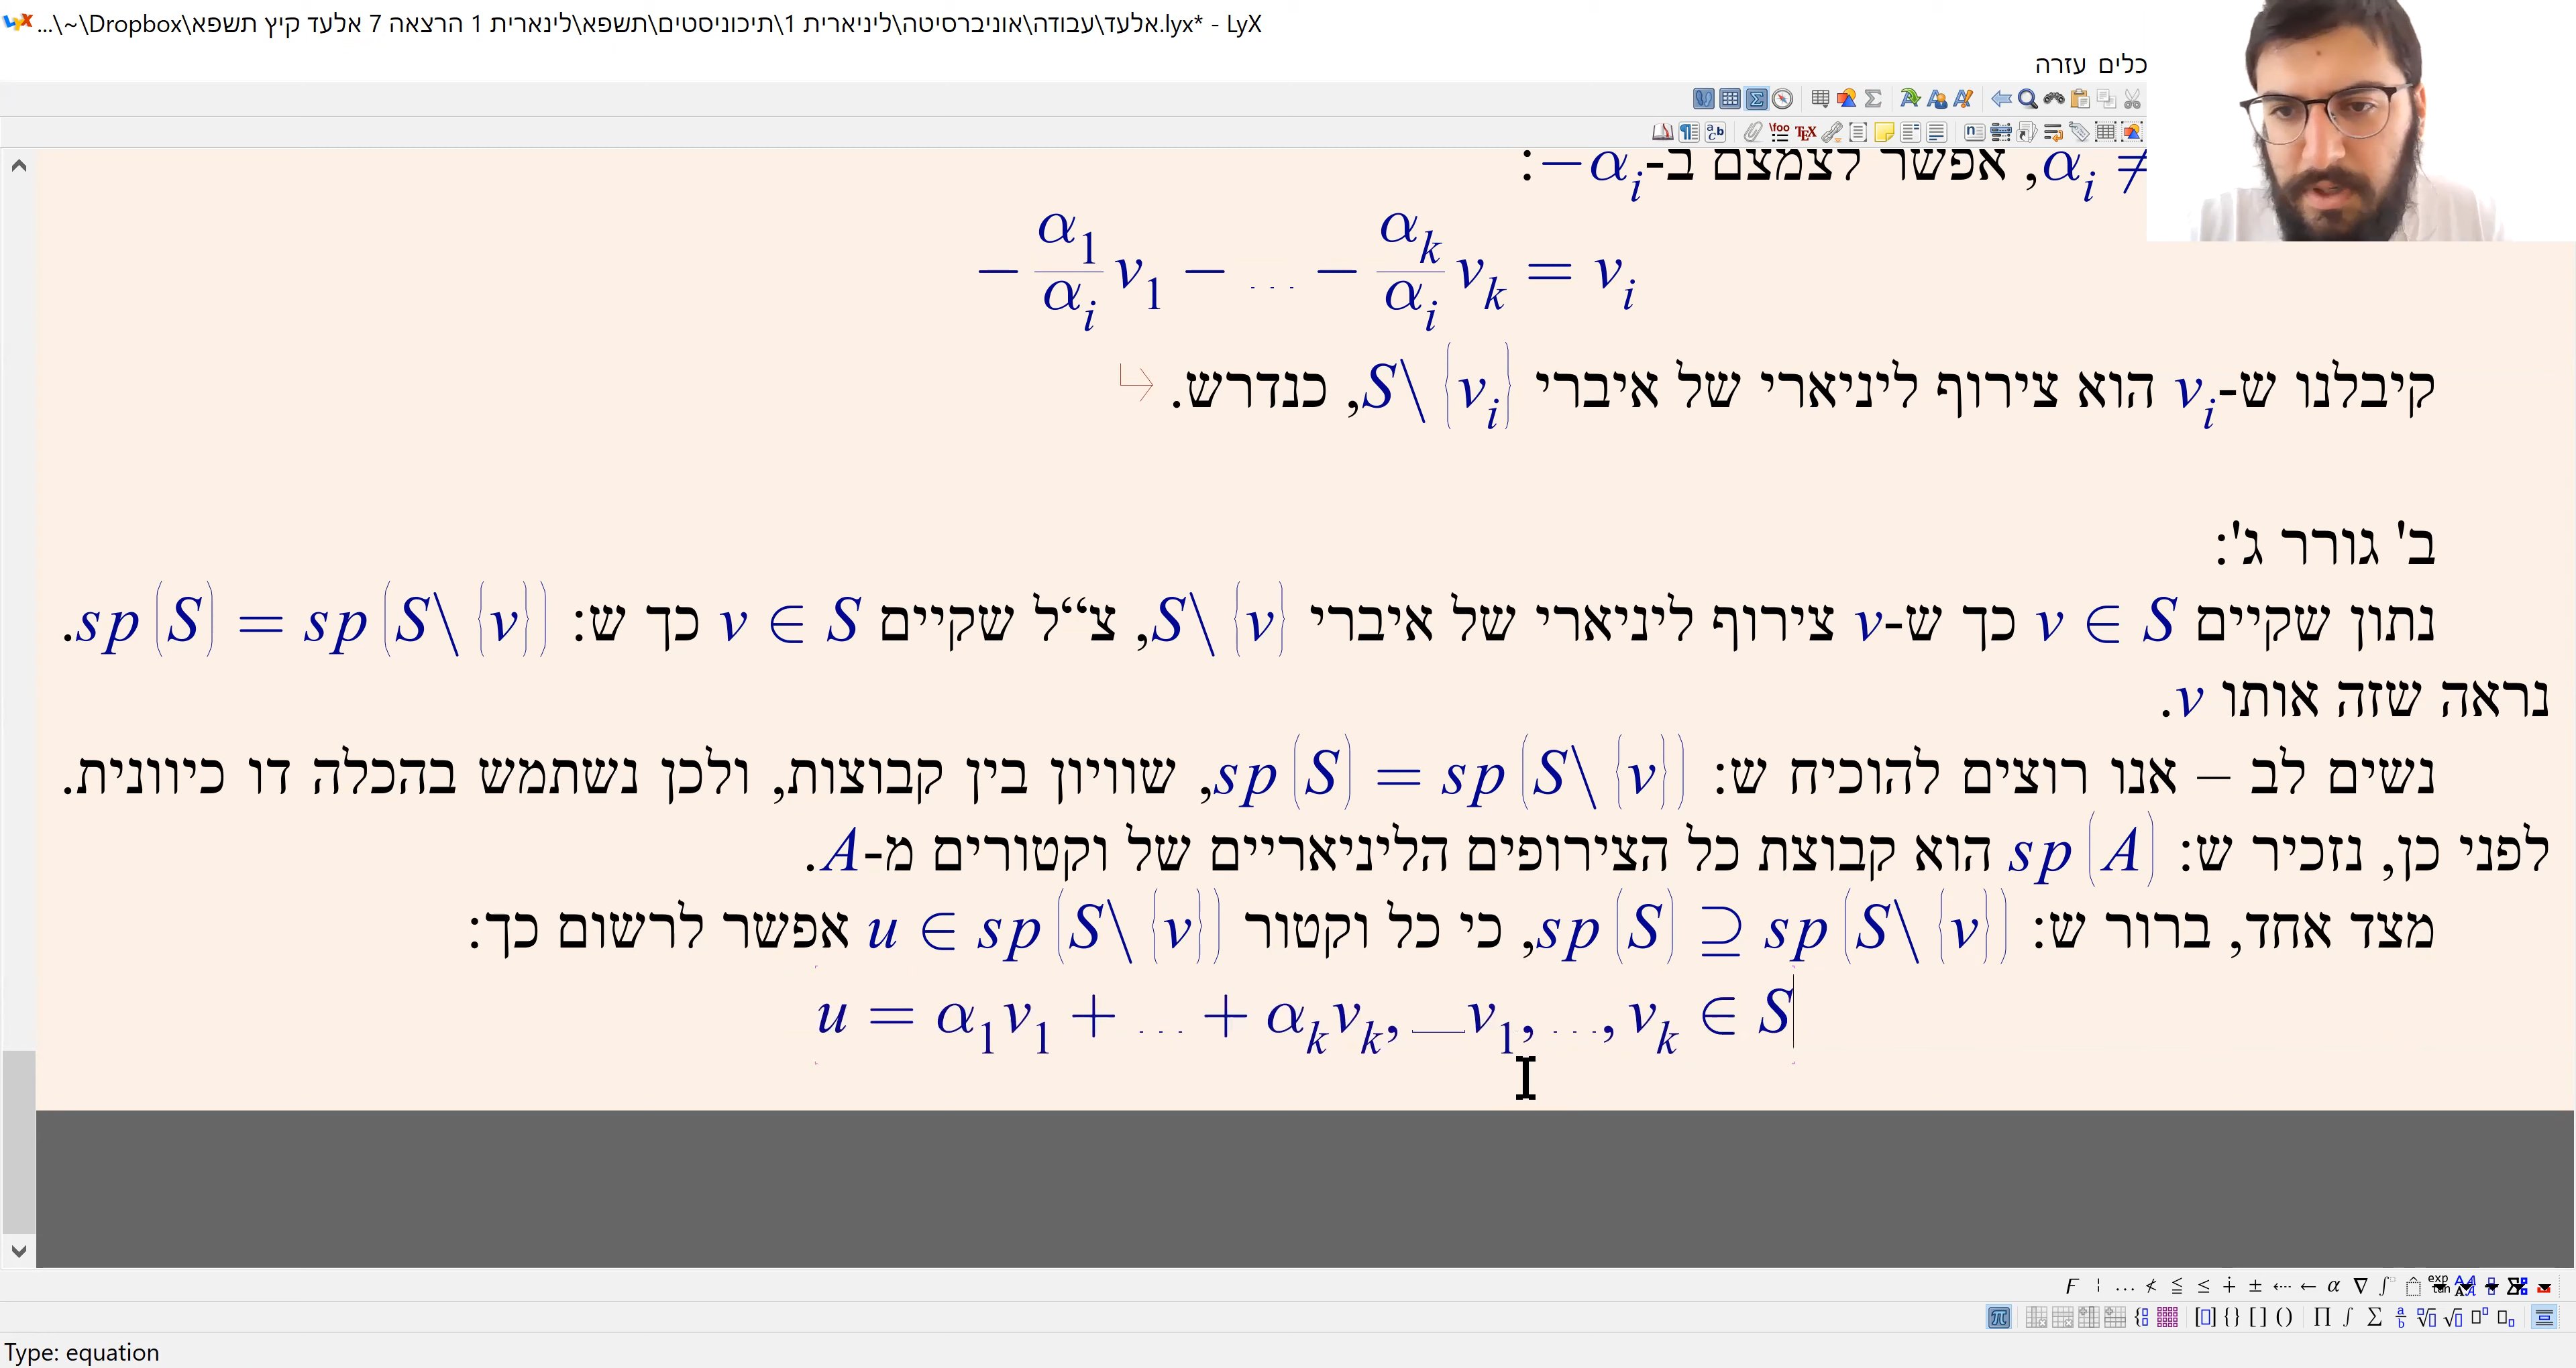 ...\~\Dropbox\אלעד\עבודה\אוניברסיטה\ליניארית 1\תיכוניסטים\תשפא\לינארית 1 הרצאה 7 אלעד קיץ תשפא.lyx* - LyX
כלים עזרה
αᵢ ≠ , אפשר לצמצם ב-−αᵢ:
−(α₁/αᵢ)v₁ − … − (αₖ/αᵢ)vₖ = vᵢ
קיבלנו ש-vᵢ הוא צירוף ליניארי של איברי S\{vᵢ}, כנדרש.
ב' גורר ג':
נתון שקיים v ∈ S כך ש-v צירוף ליניארי של איברי S\{v}, צ“ל שקיים v ∈ S כך ש: sp(S) = sp(S\{v}).
נראה שזה אותו v.
נשים לב – אנו רוצים להוכיח ש: sp(S) = sp(S\{v}), שוויון בין קבוצות, ולכן נשתמש בהכלה דו כיוונית.
לפני כן, נזכיר ש: sp(A) הוא קבוצת כל הצירופים הליניאריים של וקטורים מ-A.
מצד אחד, ברור ש: sp(S) ⊇ sp(S\{v}), כי כל וקטור u ∈ sp(S\{v}) אפשר לרשום כך:
u = α₁v₁ + … + αₖvₖ, v₁, …, vₖ ∈ S
Type: equation